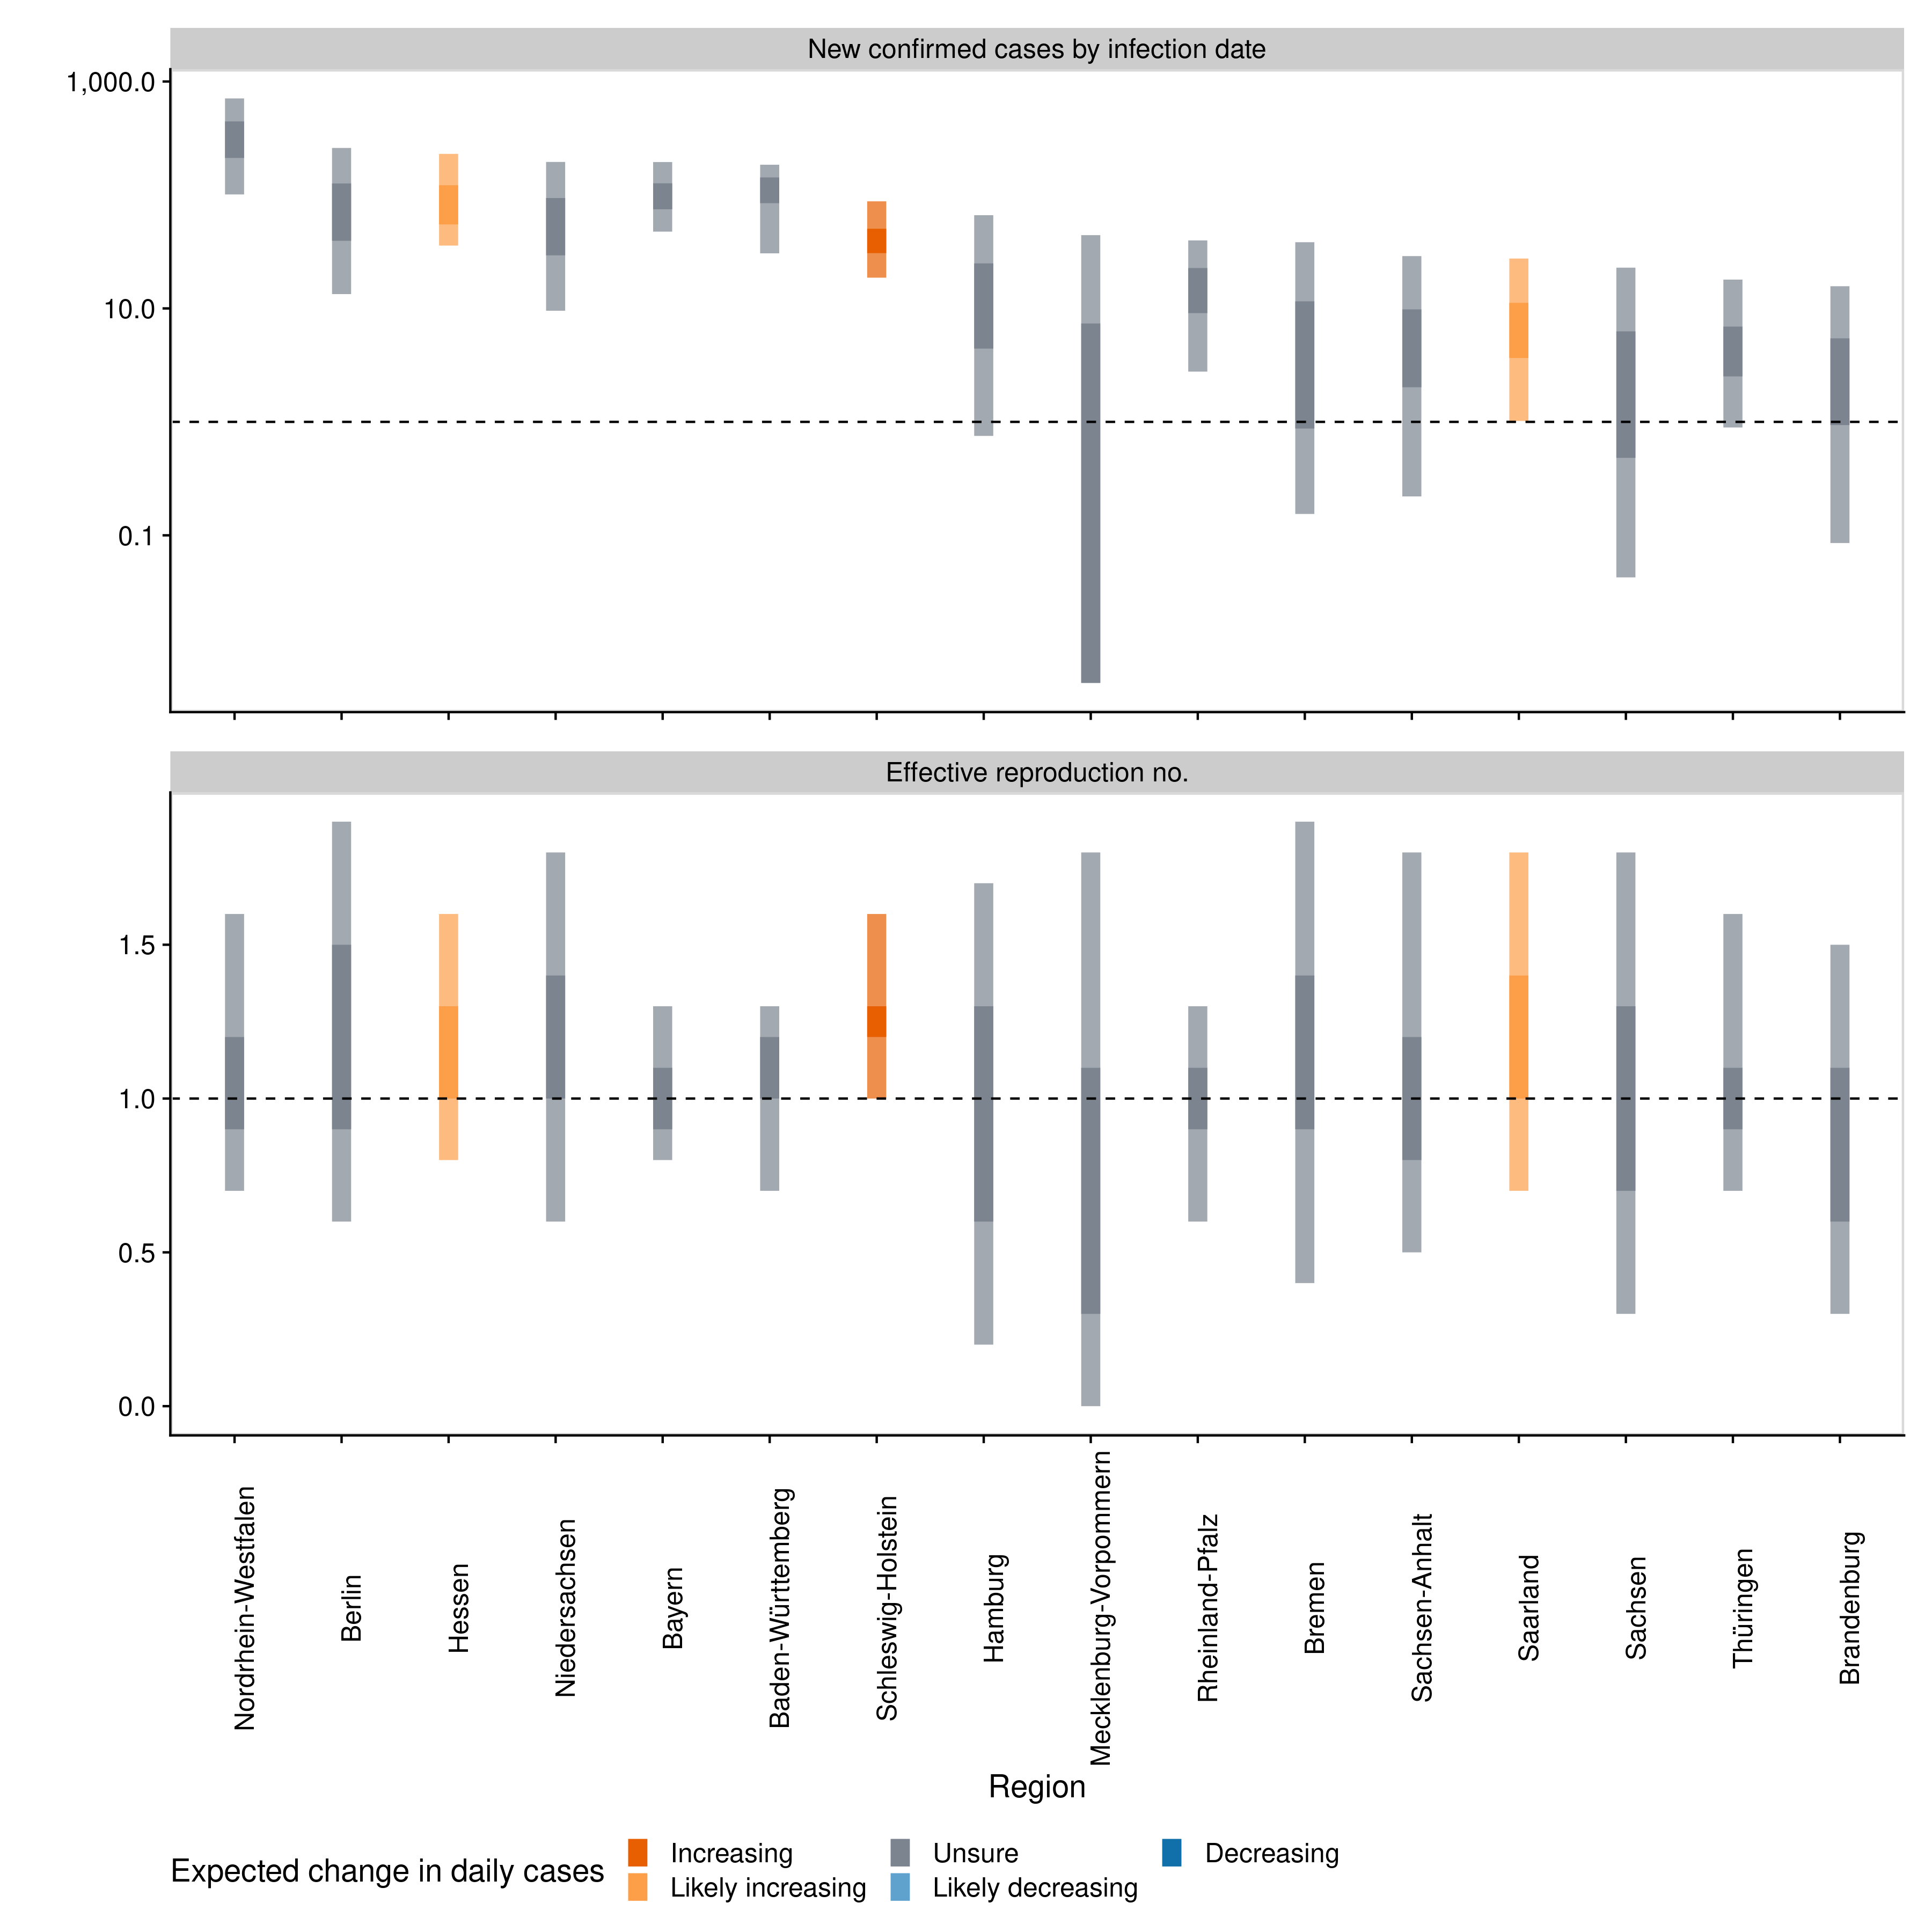 New confirmed cases by infection date
1,000.0
10.0
0.1
Effective reproduction no.
1.5
1.0
0.5
0.0
Nordrhein-Westfalen
Berlin
Hessen
Niedersachsen
Bayern
Baden-Württemberg
Schleswig-Holstein
Hamburg
Mecklenburg-Vorpommern
Rheinland-Pfalz
Bremen
Sachsen-Anhalt
Saarland
Sachsen
Thüringen
Brandenburg
Region
Expected change in daily cases
Increasing
Likely increasing
Unsure
Likely decreasing
Decreasing